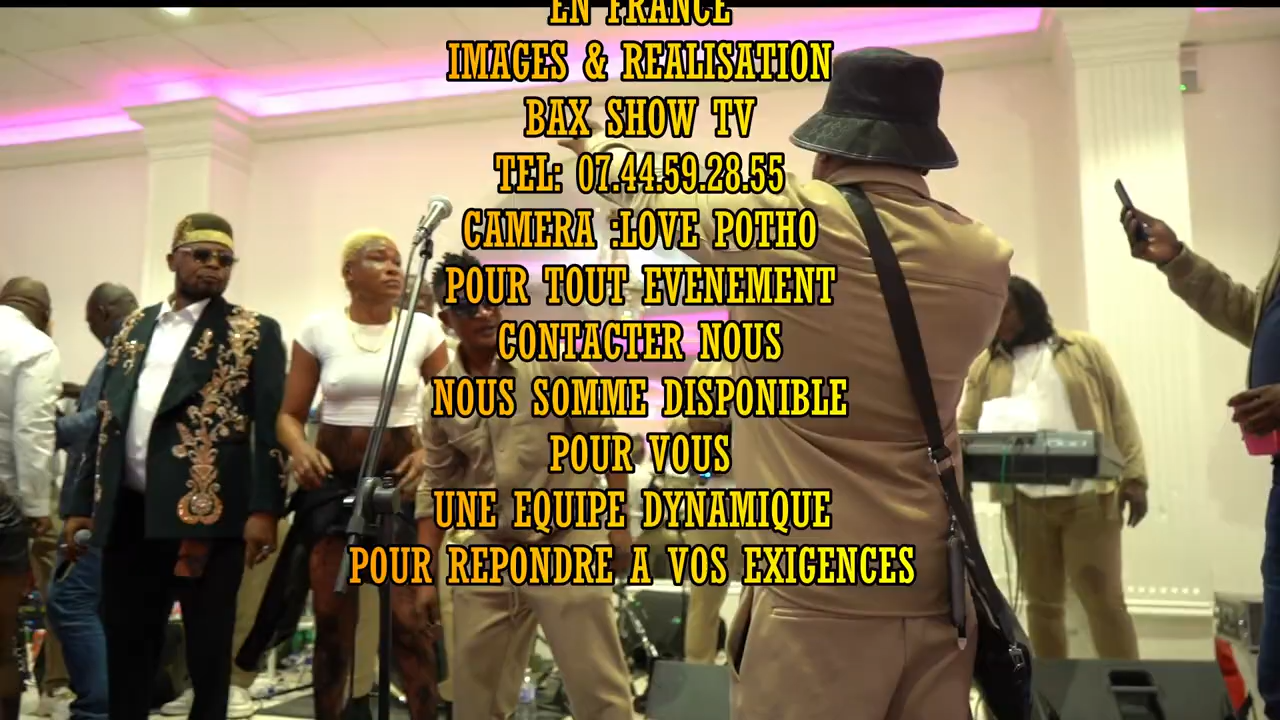 EN FRANCE
IMAGES & REALISATION
BAX SHOW TV
TEL: 07.44.59.28.55
CAMERA :LOVE POTHO
POUR TOUT EVENEMENT
CONTACTER NOUS
NOUS SOMME DISPONIBLE
POUR VOUS
UNE EQUIPE DYNAMIQUE
POUR REPONDRE A VOS EXIGENCES